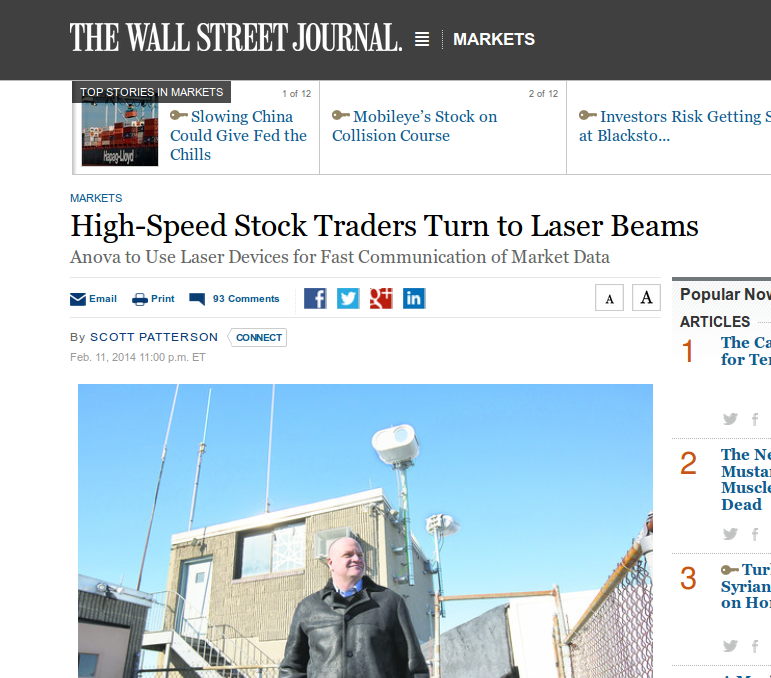 THE WALL STREET JOURNAL.
MARKETS
TOP STORIES IN MARKETS
1 of 12
Slowing China
Could Give Fed the
Chills
Hapag-Lloyd
2 of 12
Mobileye's Stock on
Collision Course
Investors Risk Getting S
at Blacksto...
MARKETS
High-Speed Stock Traders Turn to Laser Beams
Anova to Use Laser Devices for Fast Communication of Market Data
Email
Print
93 Comments
A
A
By SCOTT PATTERSON
CONNECT
Feb. 11, 2014 11:00 p.m. ET
Popular Now
ARTICLES
1
The Ca
for Ter
2
The Ne
Mustan
Muscle
Dead
3
Turk
Syrian
on Ho